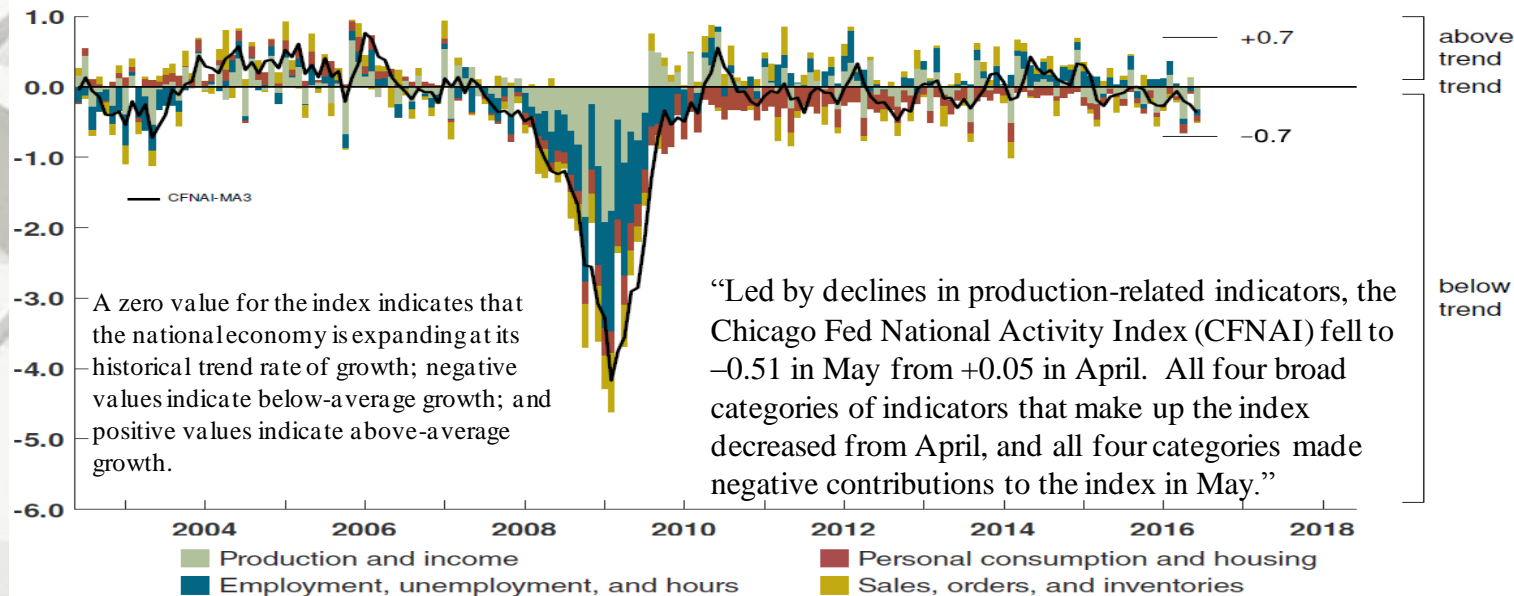 1.0
0.0
-1.0
-2.0
-3.0
-4.0
-5.0
-6.0
+0.7
−0.7
above
trend
trend
below
trend
CFNAI-MA3
A zero value for the index indicates that
the national economy is expanding at its
historical trend rate of growth; negative
values indicate below-average growth; and
positive values indicate above-average
growth.
“Led by declines in production-related indicators, the
Chicago Fed National Activity Index (CFNAI) fell to
–0.51 in May from +0.05 in April. All four broad
categories of indicators that make up the index
decreased from April, and all four categories made
negative contributions to the index in May.”
2004 2006 2008 2010 2012 2014 2016 2018
Production and income
Personal consumption and housing
Employment, unemployment, and hours
Sales, orders, and inventories